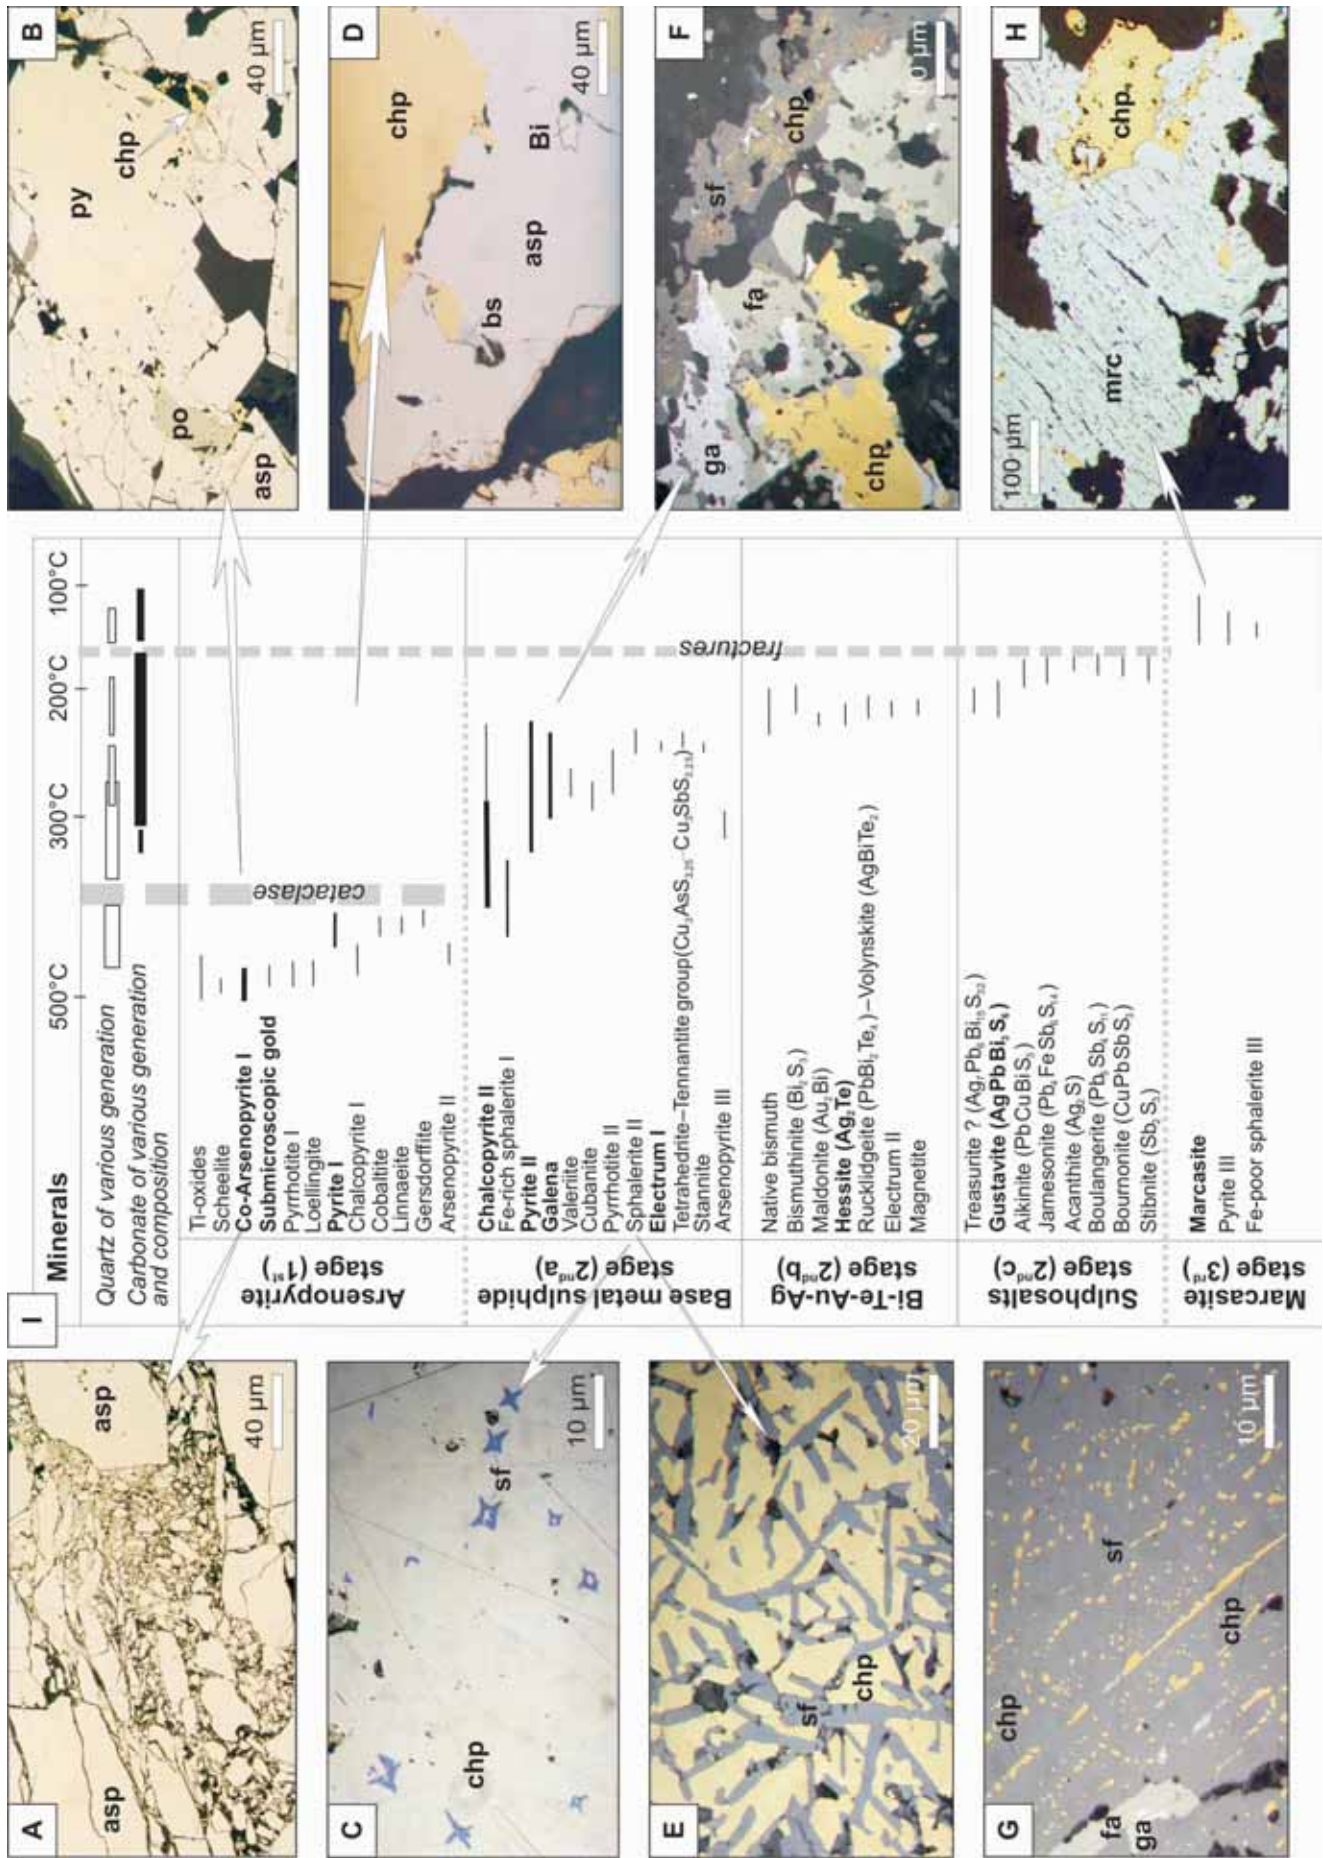 A
asp
asp
40 µm
B
py
chp
po
asp
40 µm
C
chp
sf
10 µm
D
chp
bs
asp
Bi
40 µm
E
sf
chp
20 µm
F
sf
chp
fa
ga
chp
G
chp
sf
chp
fa
ga
10 µm
H
100 µm
mrc
chp
I
Minerals
500°C
300°C
200°C
100°C
Quartz of various generation
Carbonate of various generation
and composition
cataclase
fractures
Arsenopyrite
stage (1st)
Ti-oxides
Scheelite
Co-Arsenopyrite I
Submicroscopic gold
Pyrrhotite I
Loellingite
Pyrite I
Chalcopyrite I
Cobaltite
Linnaeite
Gersdorffite
Arsenopyrite II
Base metal sulphide
stage (2nd a)
Chalcopyrite II
Fe-rich sphalerite I
Pyrite II
Galena
Valeriite
Cubanite
Pyrrhotite II
Sphalerite II
Electrum I
Tetrahedrite–Tennantite group(Cu₃AsS₃.₂₅–Cu₃SbS₃.₂₅)
Stannite
Arsenopyrite III
Bi-Te-Au-Ag
stage (2nd b)
Native bismuth
Bismuthinite (Bi₂S₃)
Maldonite (Au₂Bi)
Hessite (Ag₂Te)
Rucklidgeite (PbBi₂Te₄)–Volynskite (AgBiTe₂)
Electrum II
Magnetite
Sulphosalts
stage (2nd c)
Treasurite ? (Ag₇Pb₆Bi₁₅S₃₂)
Gustavite (AgPbBi₃S₆)
Aikinite (PbCuBiS₃)
Jamesonite (Pb₄FeSb₆S₁₄)
Acanthite (Ag₂S)
Boulangerite (Pb₅Sb₄S₁₁)
Bournonite (CuPbSbS₃)
Stibnite (Sb₂S₃)
Marcasite
stage (3rd)
Marcasite
Pyrite III
Fe-poor sphalerite III